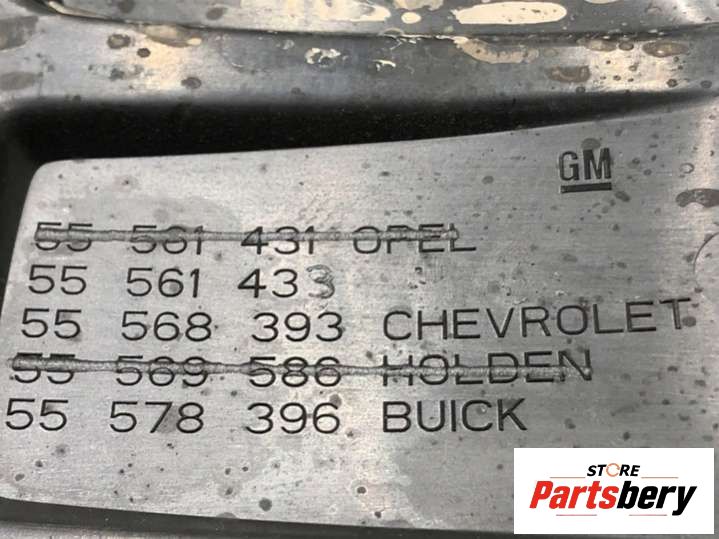 GM
55 561 431 OPEL
55 561 433
55 568 393 CHEVROLET
55 569 586 HOLDEN
55 578 396 BUICK
STORE
Partsbery